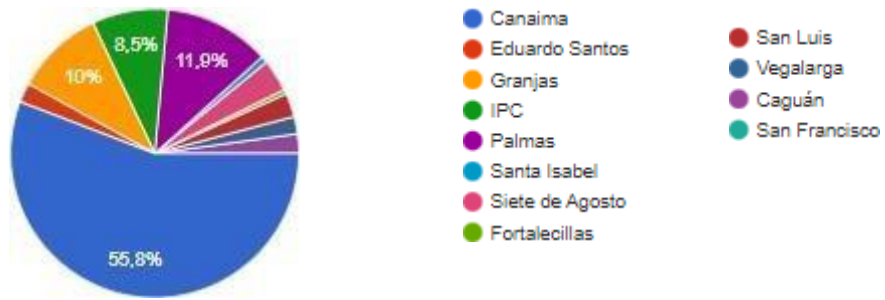 8,5%
11,9%
10%
55,8%
Canaima
Eduardo Santos
Granjas
IPC
Palmas
Santa Isabel
Siete de Agosto
Fortalecillas
San Luis
Vegalarga
Caguán
San Francisco